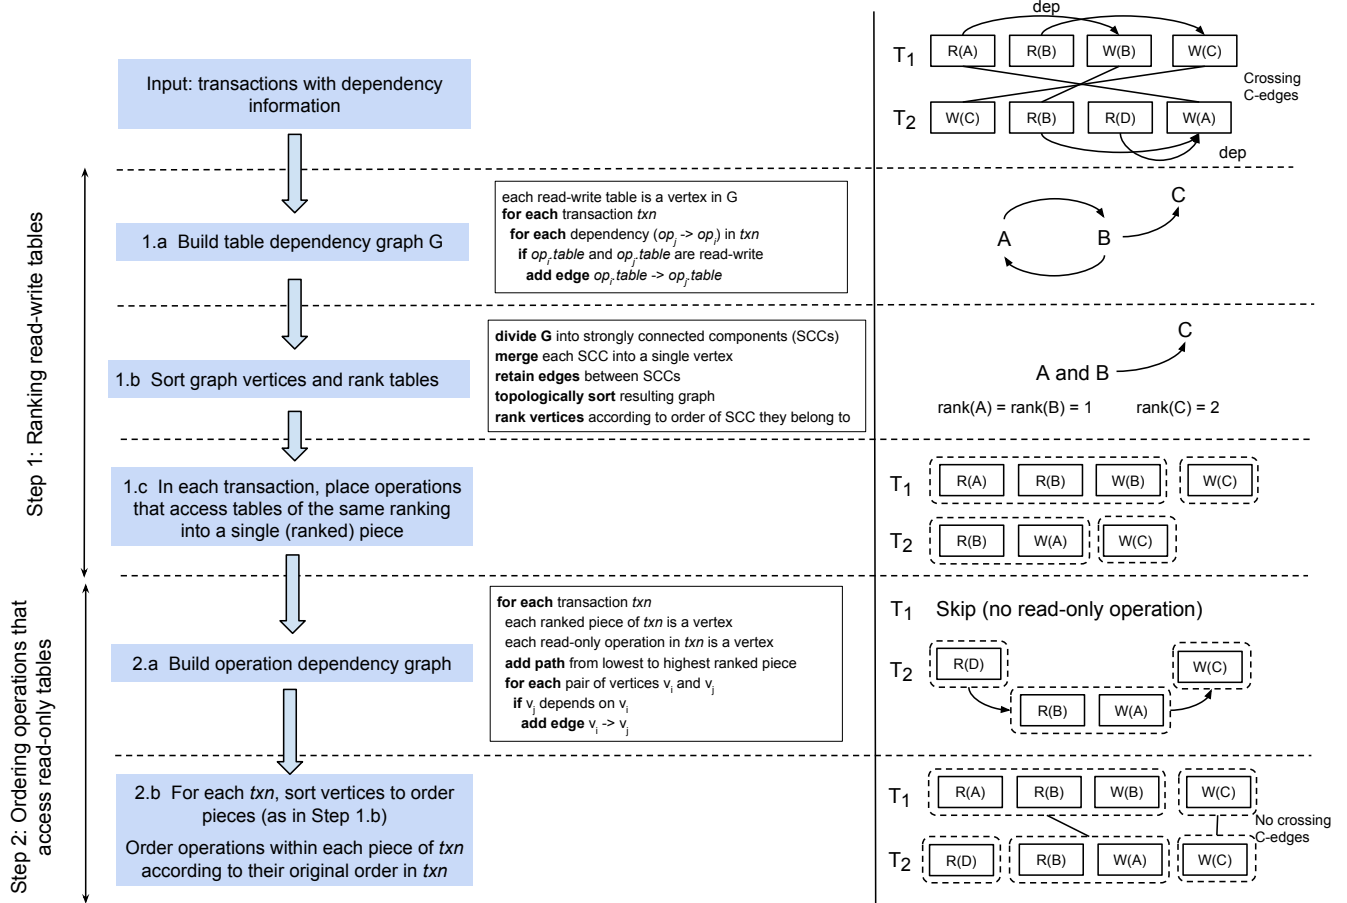 Input: transactions with dependency
information
dep
T1
R(A) R(B) W(B) W(C)
Crossing
C-edges
T2
W(C) R(B) R(D) W(A)
dep
Step 1: Ranking read-write tables
1.a Build table dependency graph G
each read-write table is a vertex in G
for each transaction txn
for each dependency (opj -> opi) in txn
if opi.table and opj.table are read-write
add edge opi.table -> opj.table
A B C
1.b Sort graph vertices and rank tables
divide G into strongly connected components (SCCs)
merge each SCC into a single vertex
retain edges between SCCs
topologically sort resulting graph
rank vertices according to order of SCC they belong to
C
A and B
rank(A) = rank(B) = 1 rank(C) = 2
1.c In each transaction, place operations
that access tables of the same ranking
into a single (ranked) piece
T1
R(A) R(B) W(B) W(C)
T2
R(B) W(A) W(C)
Step 2: Ordering operations that
access read-only tables
2.a Build operation dependency graph
for each transaction txn
each ranked piece of txn is a vertex
each read-only operation in txn is a vertex
add path from lowest to highest ranked piece
for each pair of vertices vi and vj
if vj depends on vi
add edge vi -> vj
T1 Skip (no read-only operation)
T2
R(D) W(C)
R(B) W(A)
2.b For each txn, sort vertices to order
pieces (as in Step 1.b)
Order operations within each piece of txn
according to their original order in txn
T1
R(A) R(B) W(B) W(C)
No crossing
C-edges
T2
R(D) R(B) W(A) W(C)